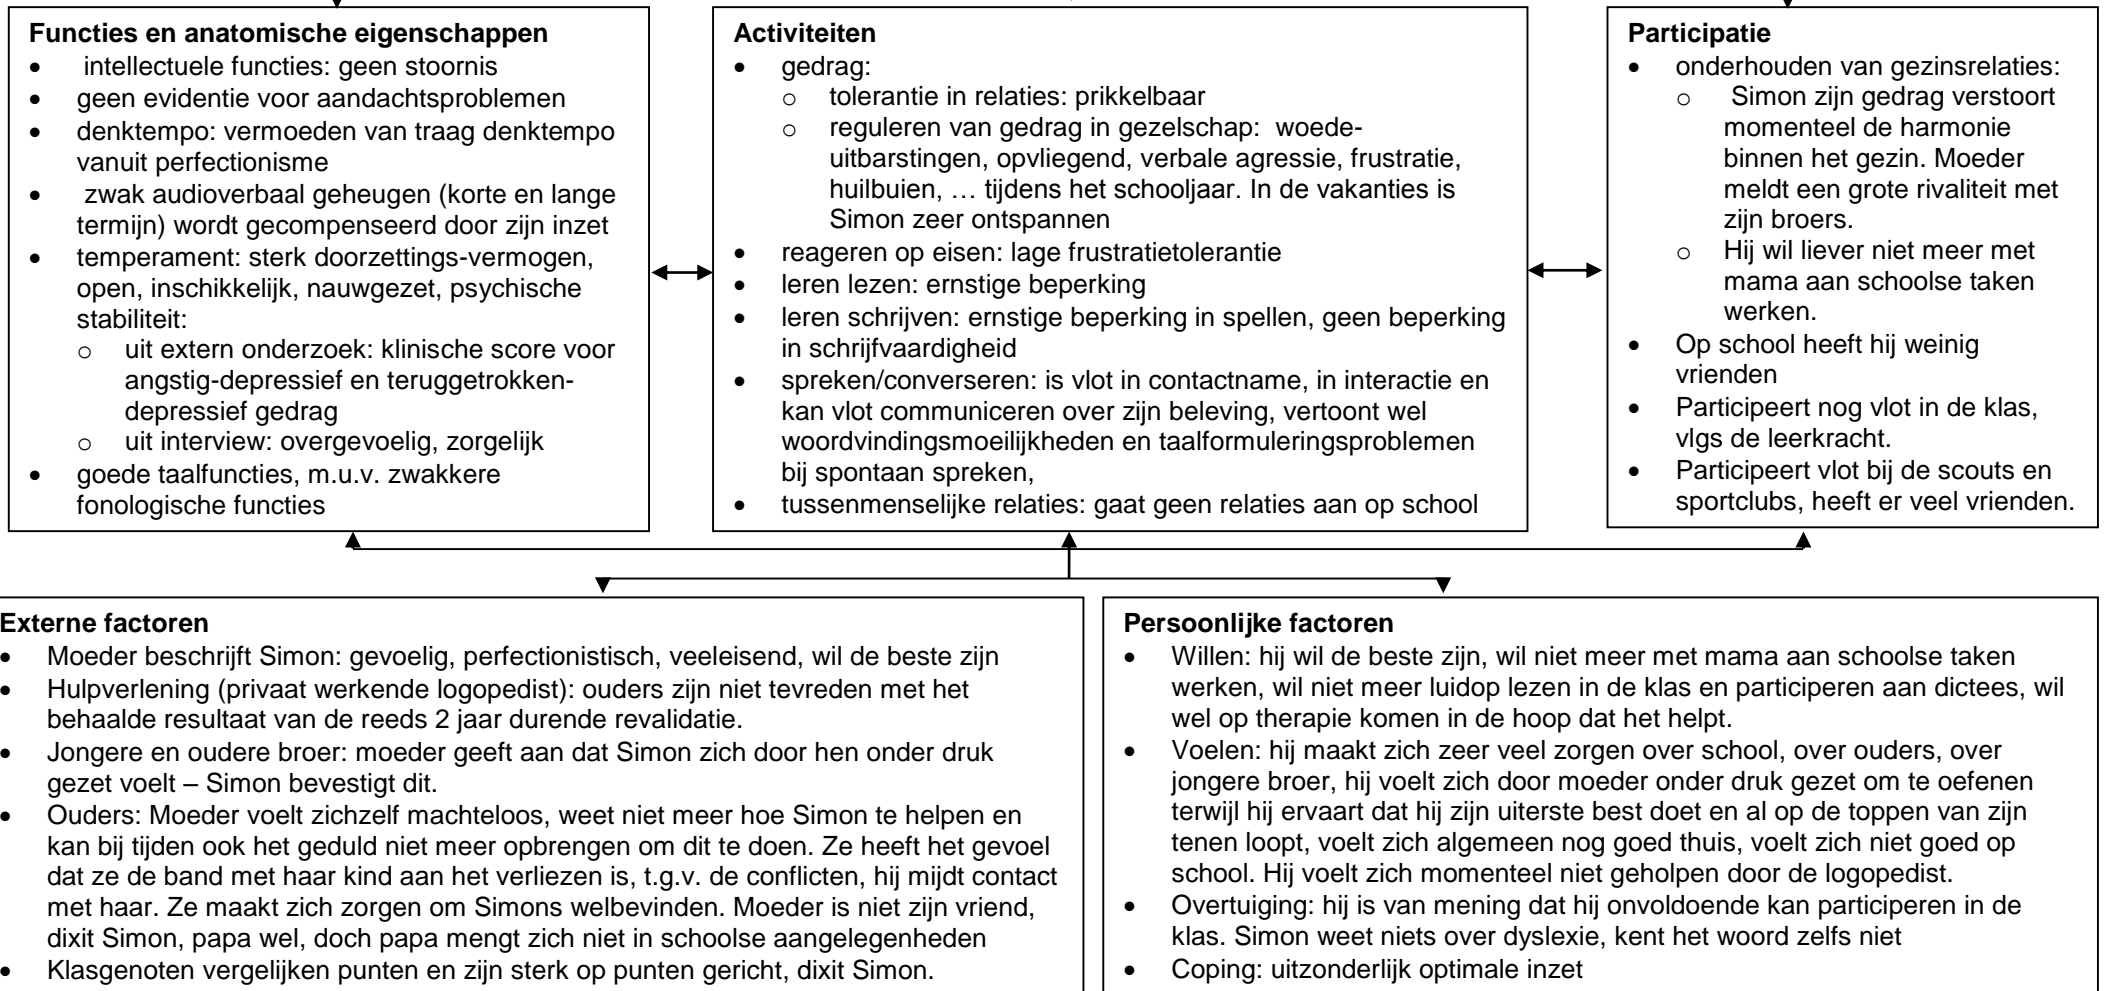 Functies en anatomische eigenschappen
• intellectuele functies: geen stoornis
• geen evidentie voor aandachtsproblemen
• denktempo: vermoeden van traag denktempo
vanuit perfectionisme
• zwak audioverbaal geheugen (korte en lange
termijn) wordt gecompenseerd door zijn inzet
• temperament: sterk doorzettings-vermogen,
open, inschikkelijk, nauwgezet, psychische
stabiliteit:
o uit extern onderzoek: klinische score voor
angstig-depressief en teruggetrokken-
depressief gedrag
o uit interview: overgevoelig, zorgelijk
• goede taalfuncties, m.u.v. zwakkere
fonologische functies
Activiteiten
• gedrag:
o tolerantie in relaties: prikkelbaar
o reguleren van gedrag in gezelschap: woede-
uitbarstingen, opvliegend, verbale agressie, frustratie,
huilbuien, … tijdens het schooljaar. In de vakanties is
Simon zeer ontspannen
• reageren op eisen: lage frustratietolerantie
• leren lezen: ernstige beperking
• leren schrijven: ernstige beperking in spellen, geen beperking
in schrijfvaardigheid
• spreken/converseren: is vlot in contactname, in interactie en
kan vlot communiceren over zijn beleving, vertoont wel
woordvindingsmoeilijkheden en taalformuleringsproblemen
bij spontaan spreken,
• tussenmenselijke relaties: gaat geen relaties aan op school
Participatie
• onderhouden van gezinsrelaties:
o Simon zijn gedrag verstoort
momenteel de harmonie
binnen het gezin. Moeder
meldt een grote rivaliteit met
zijn broers.
o Hij wil liever niet meer met
mama aan schoolse taken
werken.
• Op school heeft hij weinig
vrienden
• Participeert nog vlot in de klas,
vlgs de leerkracht.
• Participeert vlot bij de scouts en
sportclubs, heeft er veel vrienden.
Externe factoren
• Moeder beschrijft Simon: gevoelig, perfectionistisch, veeleisend, wil de beste zijn
• Hulpverlening (privaat werkende logopedist): ouders zijn niet tevreden met het
behaalde resultaat van de reeds 2 jaar durende revalidatie.
• Jongere en oudere broer: moeder geeft aan dat Simon zich door hen onder druk
gezet voelt – Simon bevestigt dit.
• Ouders: Moeder voelt zichzelf machteloos, weet niet meer hoe Simon te helpen en
kan bij tijden ook het geduld niet meer opbrengen om dit te doen. Ze heeft het gevoel
dat ze de band met haar kind aan het verliezen is, t.g.v. de conflicten, hij mijdt contact
met haar. Ze maakt zich zorgen om Simons welbevinden. Moeder is niet zijn vriend,
dixit Simon, papa wel, doch papa mengt zich niet in schoolse aangelegenheden
• Klasgenoten vergelijken punten en zijn sterk op punten gericht, dixit Simon.
Persoonlijke factoren
• Willen: hij wil de beste zijn, wil niet meer met mama aan schoolse taken
werken, wil niet meer luidop lezen in de klas en participeren aan dictees, wil
wel op therapie komen in de hoop dat het helpt.
• Voelen: hij maakt zich zeer veel zorgen over school, over ouders, over
jongere broer, hij voelt zich door moeder onder druk gezet om te oefenen
terwijl hij ervaart dat hij zijn uiterste best doet en al op de toppen van zijn
tenen loopt, voelt zich algemeen nog goed thuis, voelt zich niet goed op
school. Hij voelt zich momenteel niet geholpen door de logopedist.
• Overtuiging: hij is van mening dat hij onvoldoende kan participeren in de
klas. Simon weet niets over dyslexie, kent het woord zelfs niet
• Coping: uitzonderlijk optimale inzet